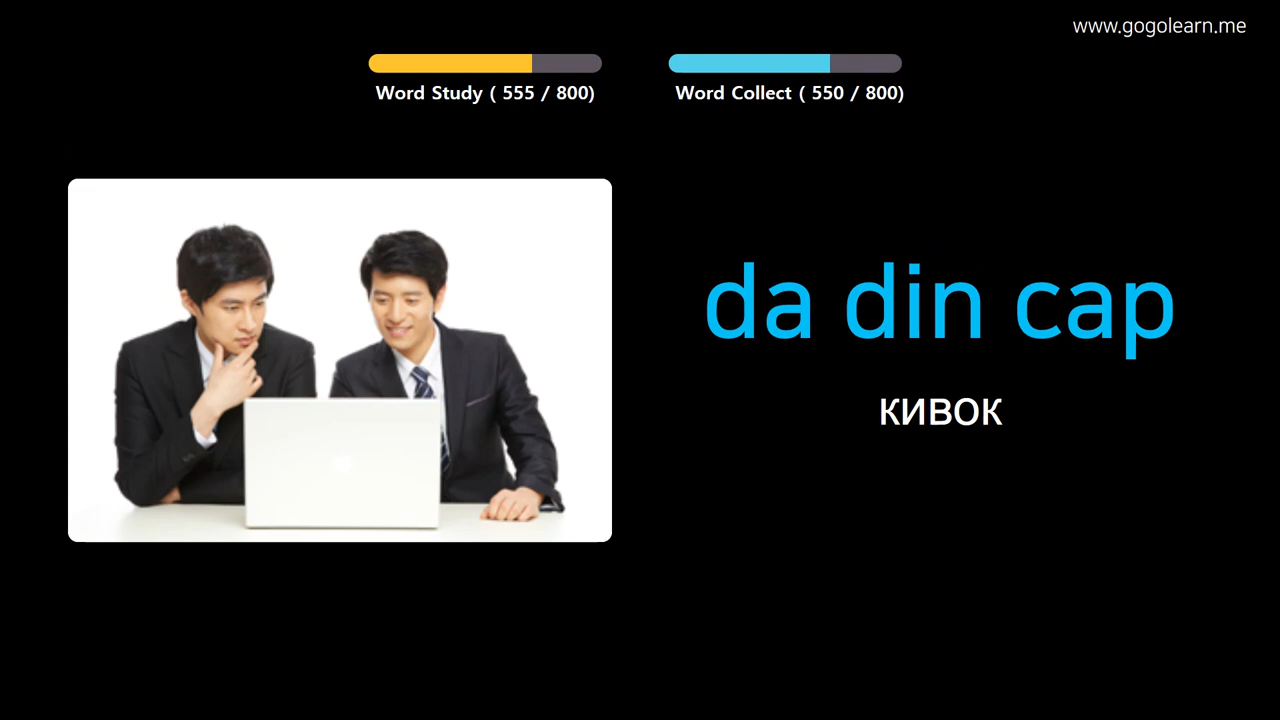 www.gogolearn.me
Word Study ( 555 / 800)
Word Collect ( 550 / 800)
da din cap
кивок